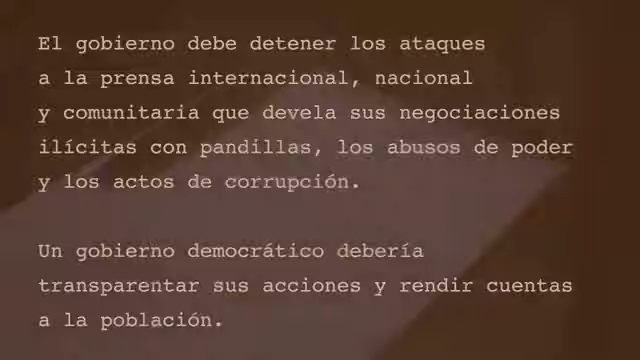 El gobierno debe detener los ataques
a la prensa internacional, nacional
y comunitaria que devela sus negociaciones
ilícitas con pandillas, los abusos de poder
y los actos de corrupción.
Un gobierno democrático debería
transparentar sus acciones y rendir cuentas
a la población.